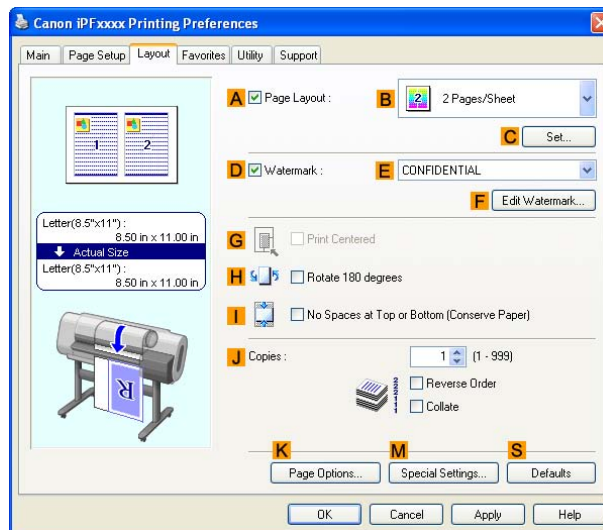 Canon iPFxxxx Printing Preferences
Main Page Setup Layout Favorites Utility Support
A Page Layout : B 2 2 Pages/Sheet
C Set...
1 2
D Watermark : E CONFIDENTIAL
F Edit Watermark...
Letter(8.5"x11") :
8.50 in x 11.00 in
Actual Size
Letter(8.5"x11") :
8.50 in x 11.00 in
G Print Centered
H Rotate 180 degrees
I No Spaces at Top or Bottom (Conserve Paper)
J Copies : 1 (1 - 999)
Reverse Order
Collate
R
K M S
Page Options... Special Settings... Defaults
OK Cancel Apply Help